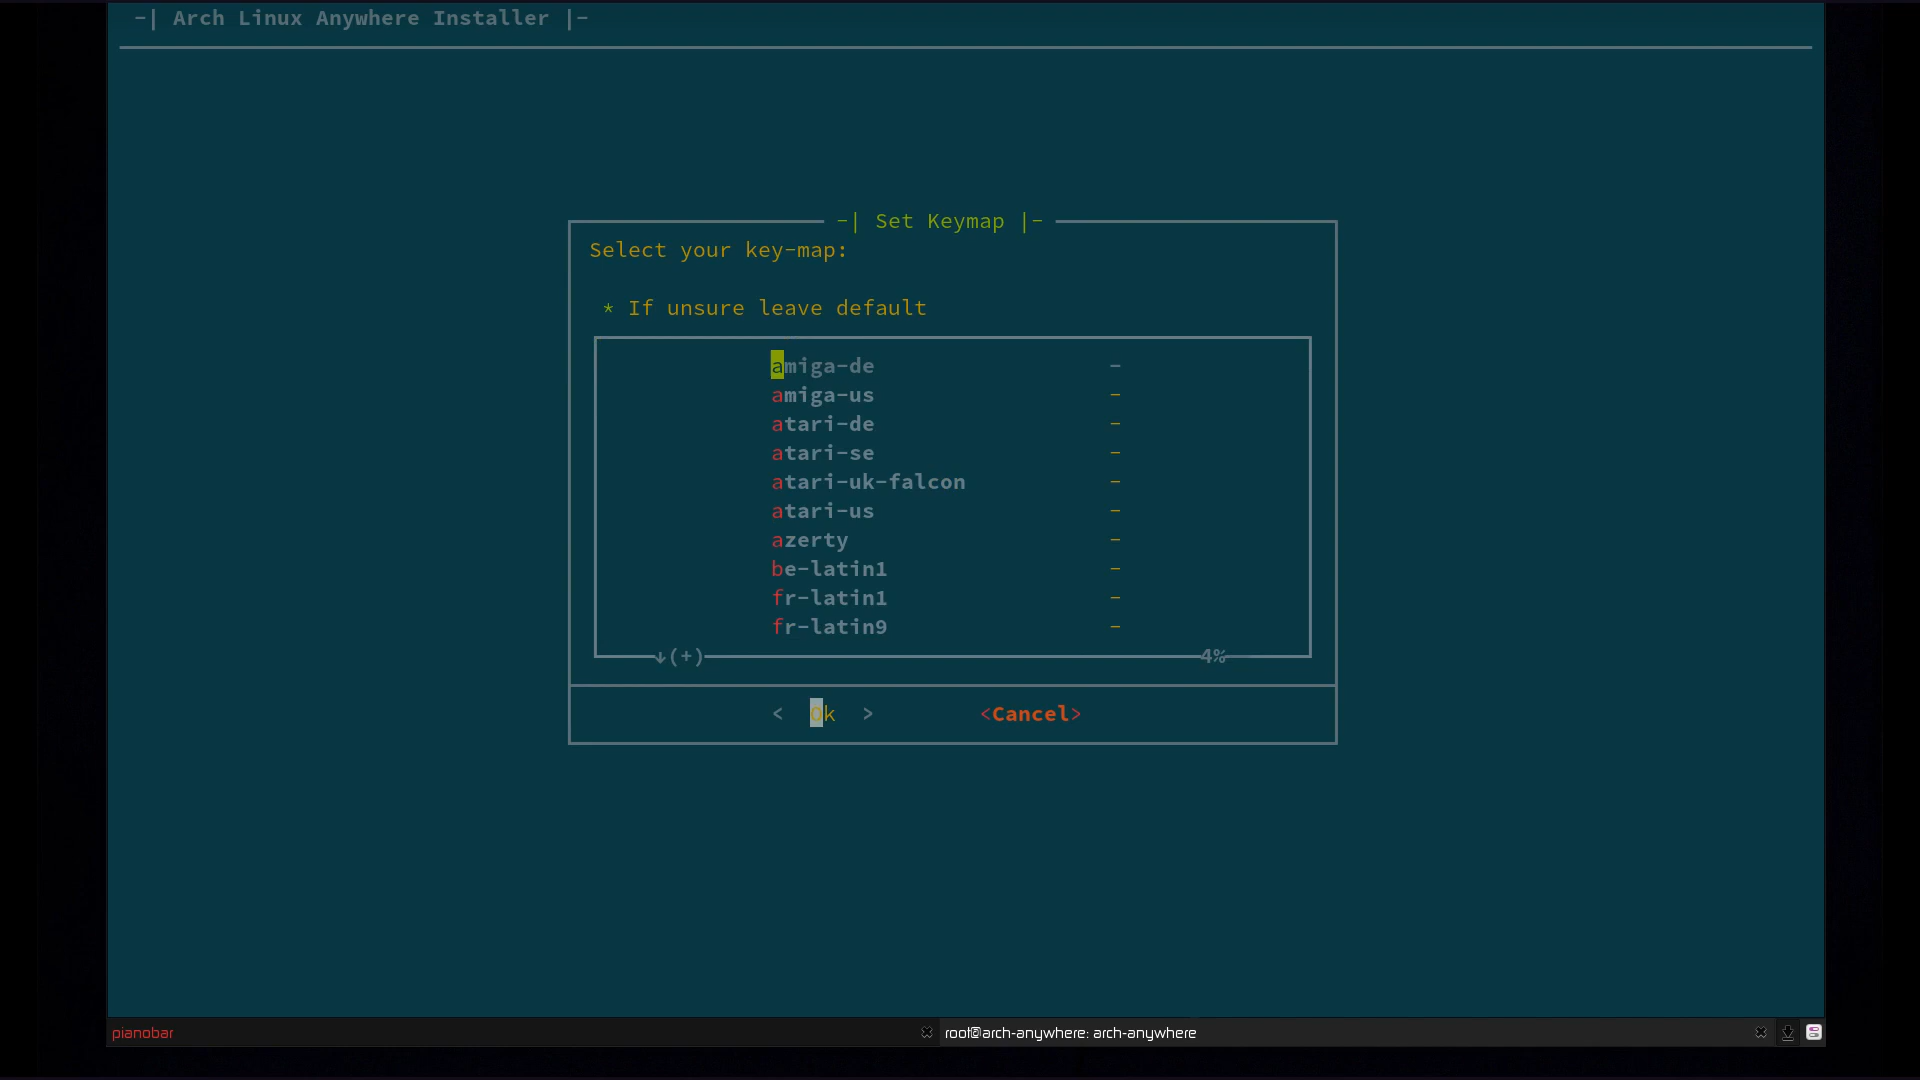 -| Arch Linux Anywhere Installer |-
-| Set Keymap |-
Select your key-map:
* If unsure leave default
amiga-de -
amiga-us -
atari-de -
atari-se -
atari-uk-falcon -
atari-us -
azerty -
be-latin1 -
fr-latin1 -
fr-latin9 -
↓(+) 4%
< Ok > <Cancel>
pianobar root@arch-anywhere: arch-anywhere